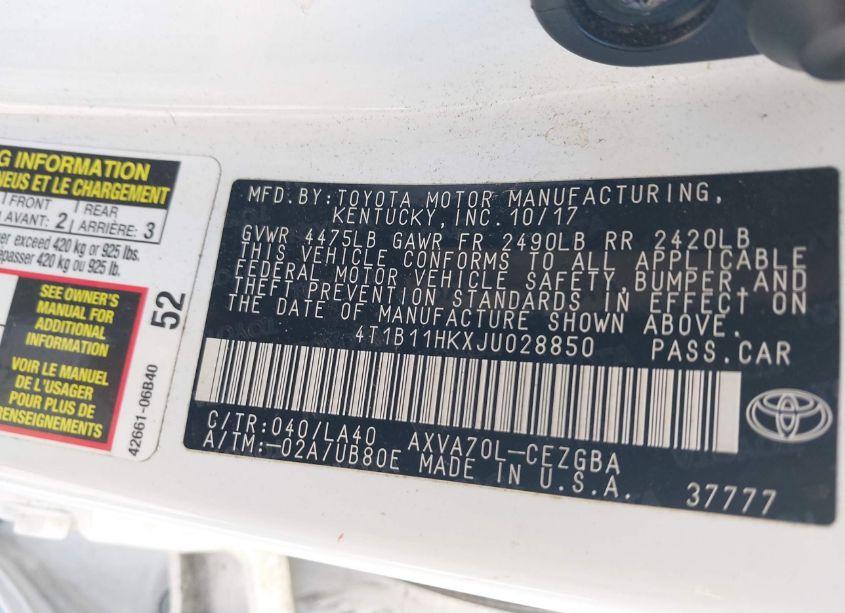 G INFORMATION
NEUS ET LE CHARGEMENT
FRONT
AVANT: 2
REAR
ARRIÈRE: 3
er exceed 420 kg or 925 lbs.
dépasser 420 kg ou 925 lb.
SEE OWNER'S
MANUAL FOR
ADDITIONAL
INFORMATION
VOIR LE MANUEL
DE L'USAGER
POUR PLUS DE
RENSEIGNEMENTS
52
42661-06B40
MFD.BY:TOYOTA MOTOR MANUFACTURING,
KENTUCKY,INC.10/17
GVWR 4475LB GAWR FR 2490LB RR 2420LB
THIS VEHICLE CONFORMS TO ALL APPLICABLE
FEDERAL MOTOR VEHICLE SAFETY,BUMPER,AND
THEFT PREVENTION STANDARDS IN EFFECT ON
THE DATE OF MANUFACTURE SHOWN ABOVE.
4T1B11HKXJU028850 PASS.CAR
C/TR:040/LA40 AXVA70L-CEZGBA
A/TM:-02A/UB80E MADE IN U.S.A.
37777